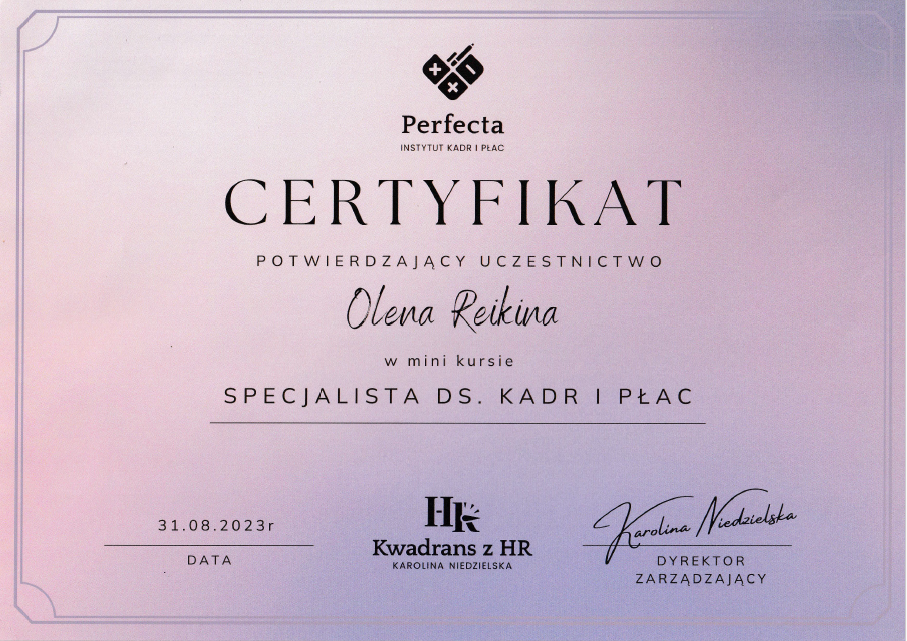 Perfecta
INSTYTUT KADR I PŁAC
CERTYFIKAT
POTWIERDZAJĄCY UCZESTNICTWO
Olena Reikina
w mini kursie
SPECJALISTA DS. KADR I PŁAC
31.08.2023r
DATA
HR
Kwadrans z HR
KAROLINA NIEDZIELSKA
Karolina Niedzielska
DYREKTOR
ZARZĄDZAJĄCY